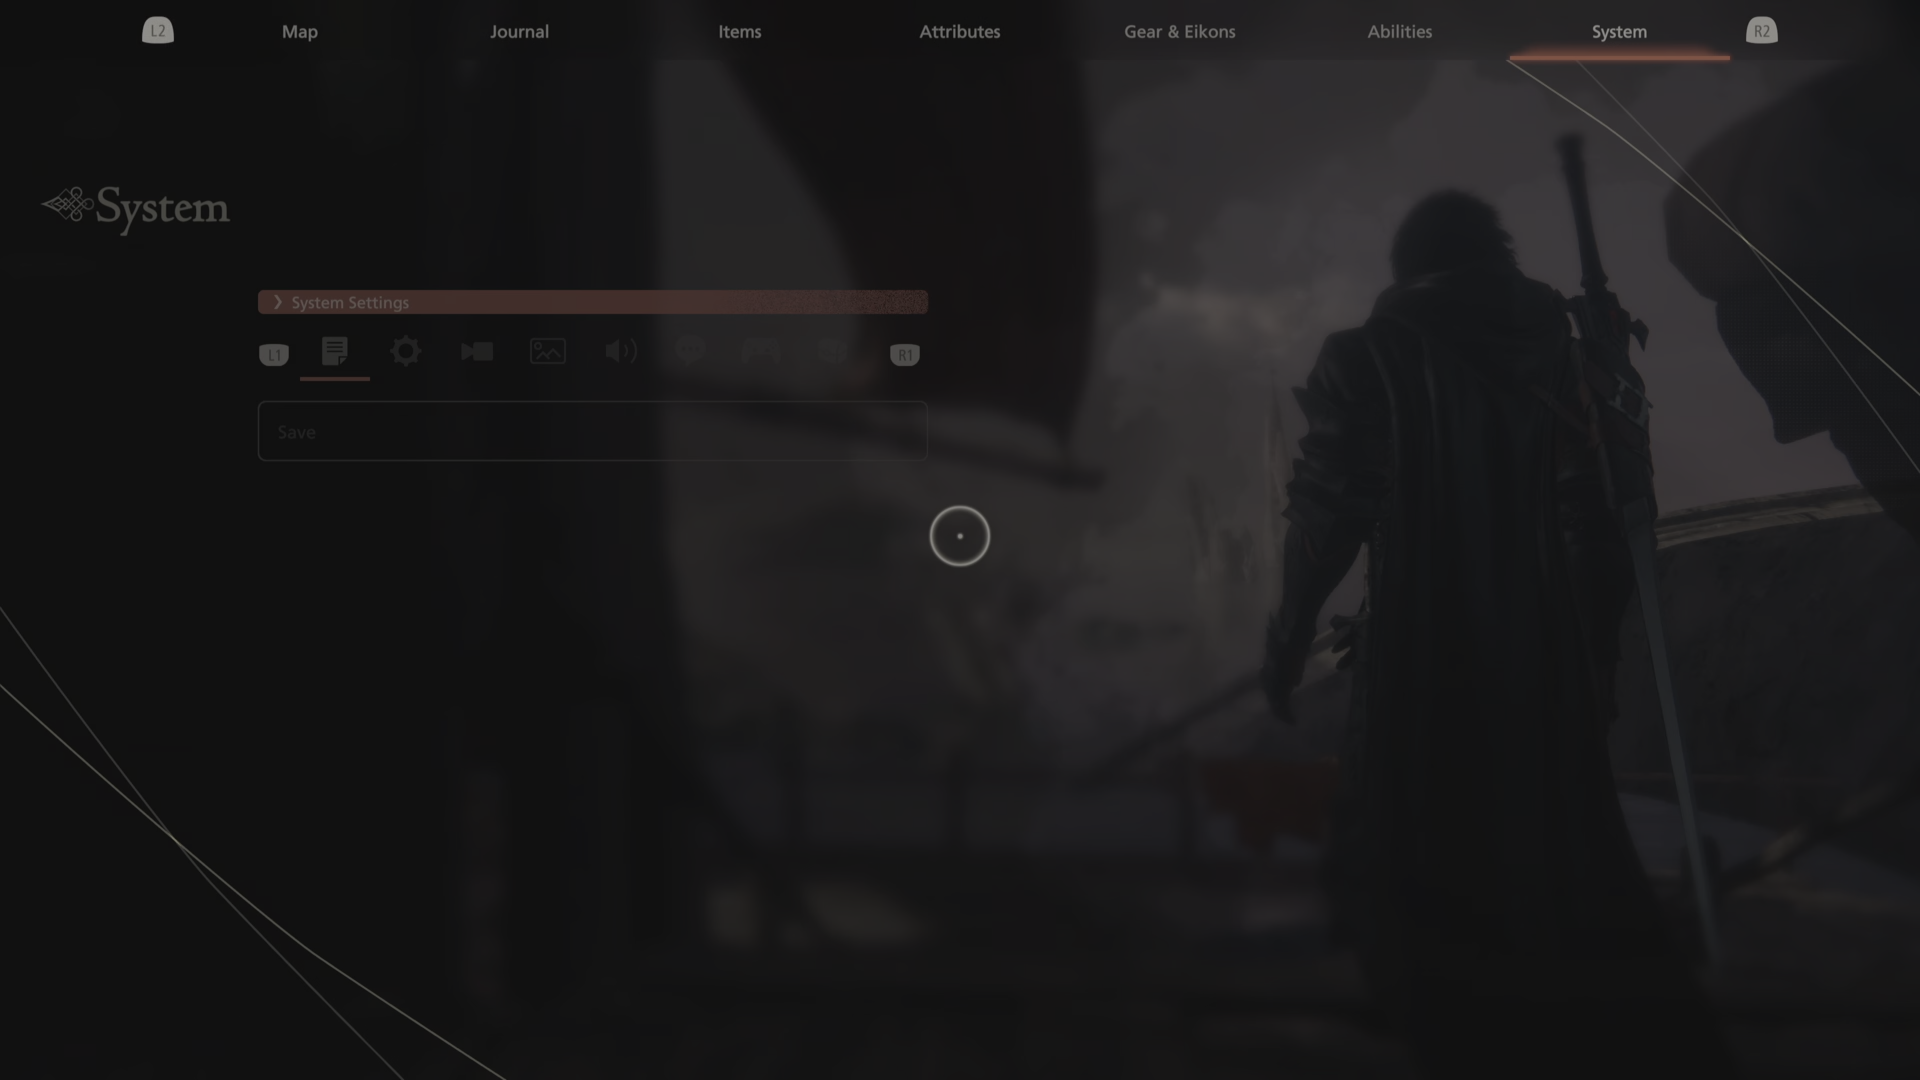 L2 Map Journal Items Attributes Gear & Eikons Abilities System R2
System
System Settings
L1 R1
Save